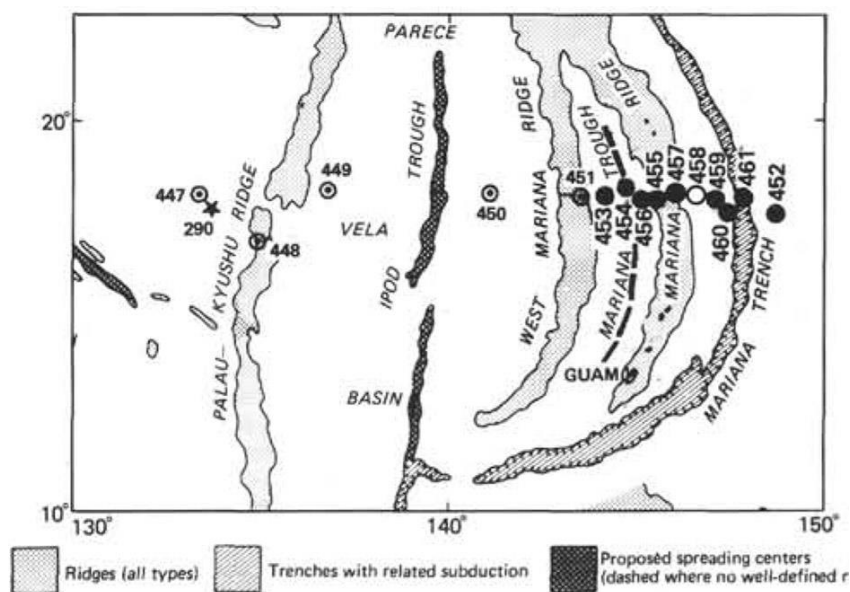 PARECE
20°
RIDGE
TROUGH
RIDGE
TROUGH
RIDGE
447
290
449
448
450
451
453
454
456
455
457
458
459
461
460
452
KYUSHU
PALAU–
VELA
IPOD
BASIN
MARIANA
WEST
MARIANA
MARIANA
GUAM
TRENCH
MARIANA
10°
130°
140°
150°
Ridges (all types)
Trenches with related subduction
Proposed spreading centers
(dashed where no well-defined r